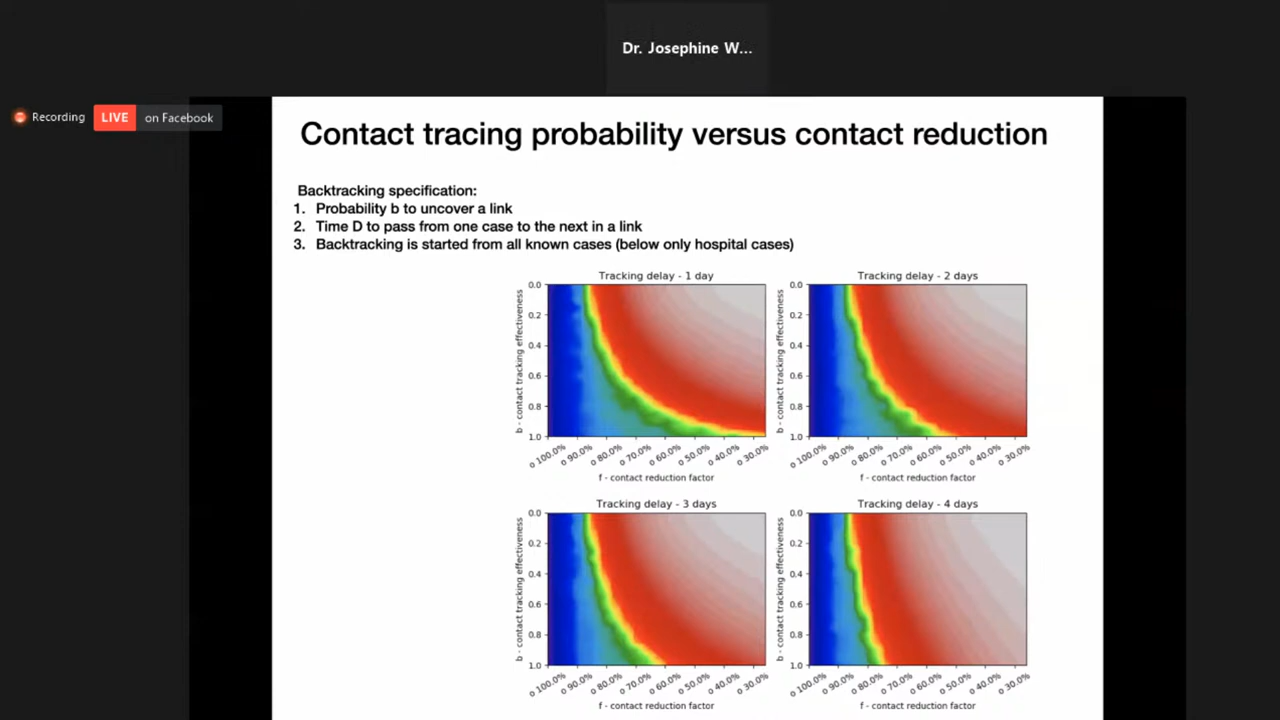 Dr. Josephine W...
Recording
LIVE
on Facebook
Contact tracing probability versus contact reduction
Backtracking specification:
1. Probability b to uncover a link
2. Time D to pass from one case to the next in a link
3. Backtracking is started from all known cases (below only hospital cases)
Tracking delay - 1 day
b - contact tracking effectiveness
0.0
0.2
0.4
0.6
0.8
1.0
o 100.0%
o 90.0%
o 80.0%
o 70.0%
o 60.0%
o 50.0%
o 40.0%
o 30.0%
f - contact reduction factor
Tracking delay - 2 days
b - contact tracking effectiveness
0.0
0.2
0.4
0.6
0.8
1.0
o 100.0%
o 90.0%
o 80.0%
o 70.0%
o 60.0%
o 50.0%
o 40.0%
o 30.0%
f - contact reduction factor
Tracking delay - 3 days
b - contact tracking effectiveness
0.0
0.2
0.4
0.6
0.8
1.0
o 100.0%
o 90.0%
o 80.0%
o 70.0%
o 60.0%
o 50.0%
o 40.0%
o 30.0%
f - contact reduction factor
Tracking delay - 4 days
b - contact tracking effectiveness
0.0
0.2
0.4
0.6
0.8
1.0
o 100.0%
o 90.0%
o 80.0%
o 70.0%
o 60.0%
o 50.0%
o 40.0%
o 30.0%
f - contact reduction factor